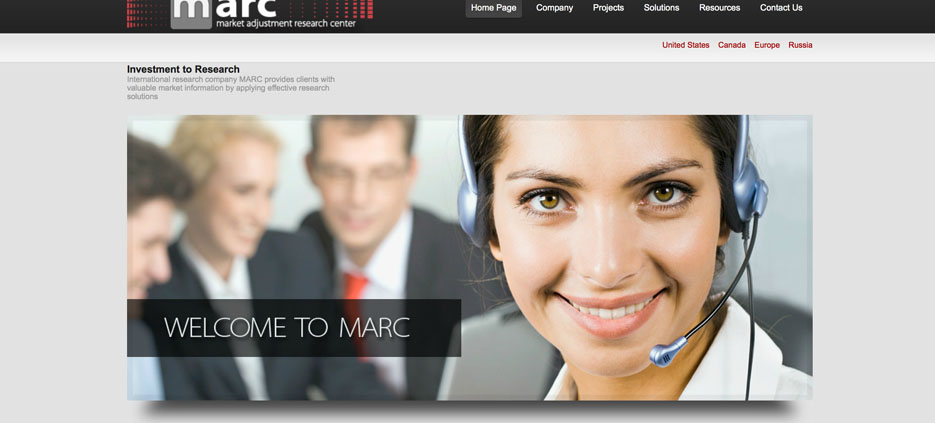 marc
market adjustment research center
Home Page Company Projects Solutions Resources Contact Us
United States Canada Europe Russia
Investment to Research
International research company MARC provides clients with
valuable market information by applying effective research
solutions
WELCOME TO MARC